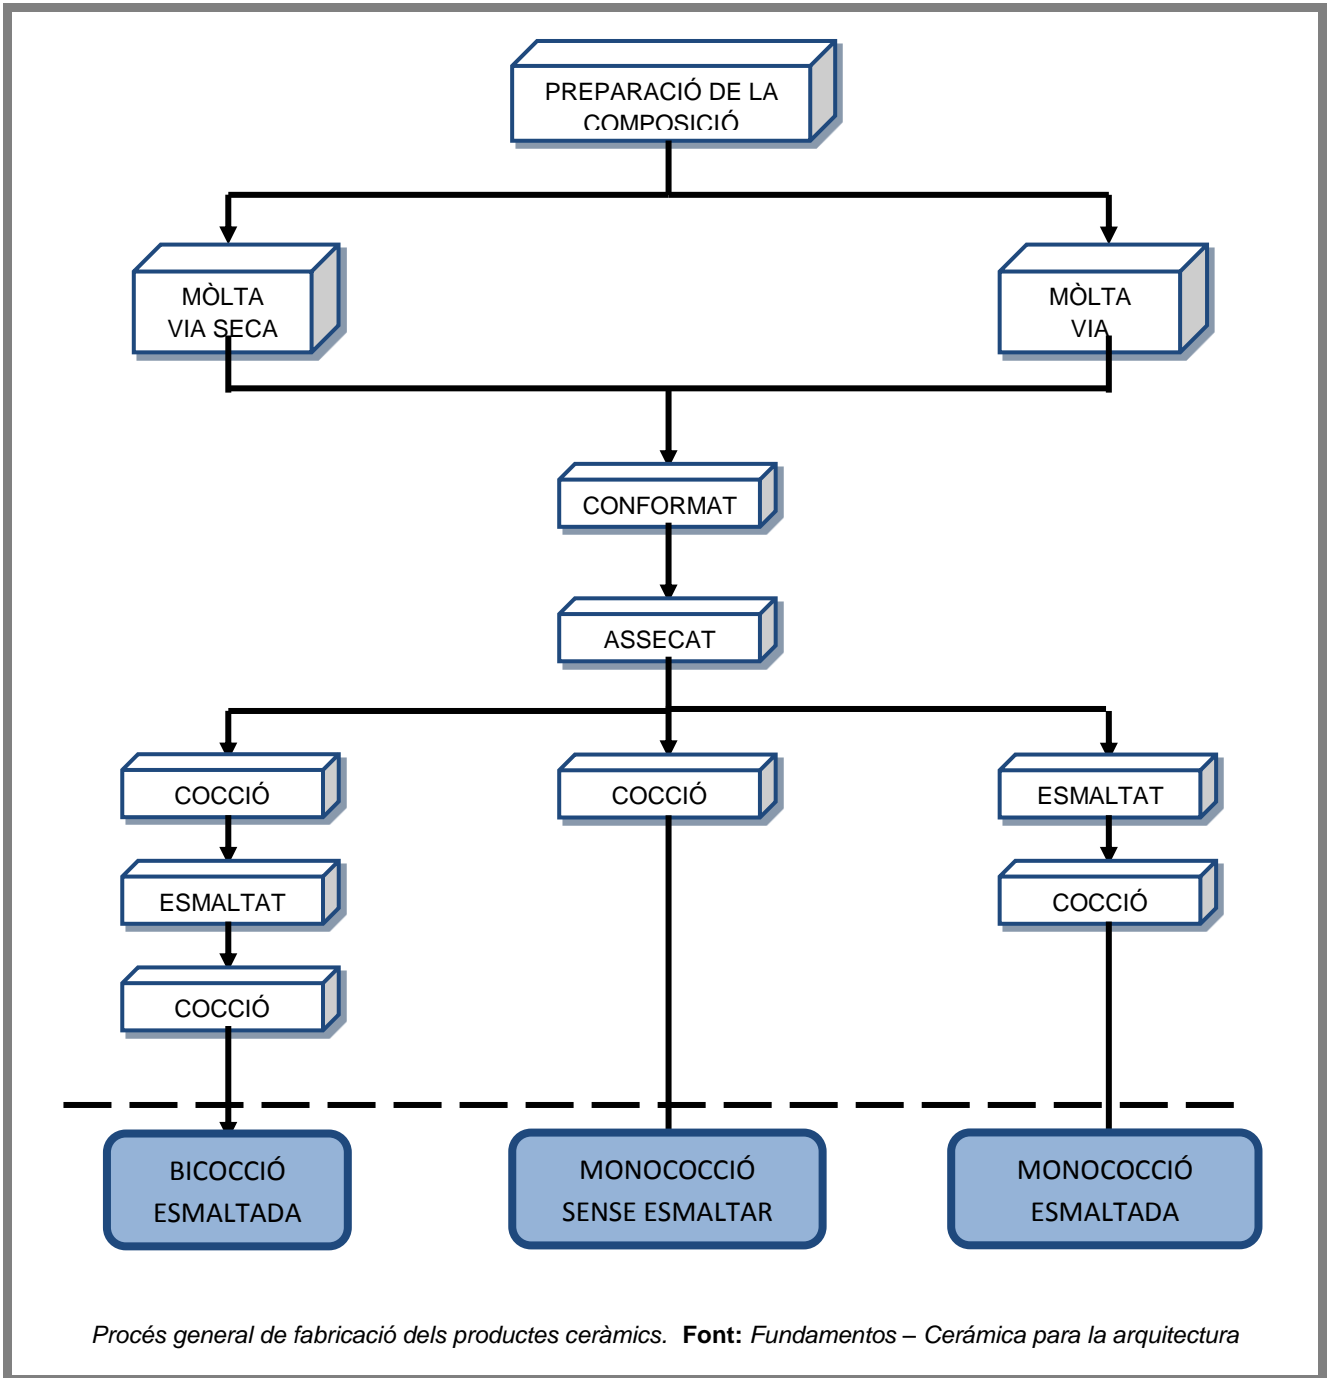 PREPARACIÓ DE LA
COMPOSICIÓ
MÒLTA
VIA SECA
MÒLTA
VIA
CONFORMAT
ASSECAT
COCCIÓ
COCCIÓ
ESMALTAT
ESMALTAT
COCCIÓ
COCCIÓ
BICOCCIÓ
ESMALTADA
MONOCOCCIÓ
SENSE ESMALTAR
MONOCOCCIÓ
ESMALTADA
Procés general de fabricació dels productes ceràmics. Font: Fundamentos – Cerámica para la arquitectura